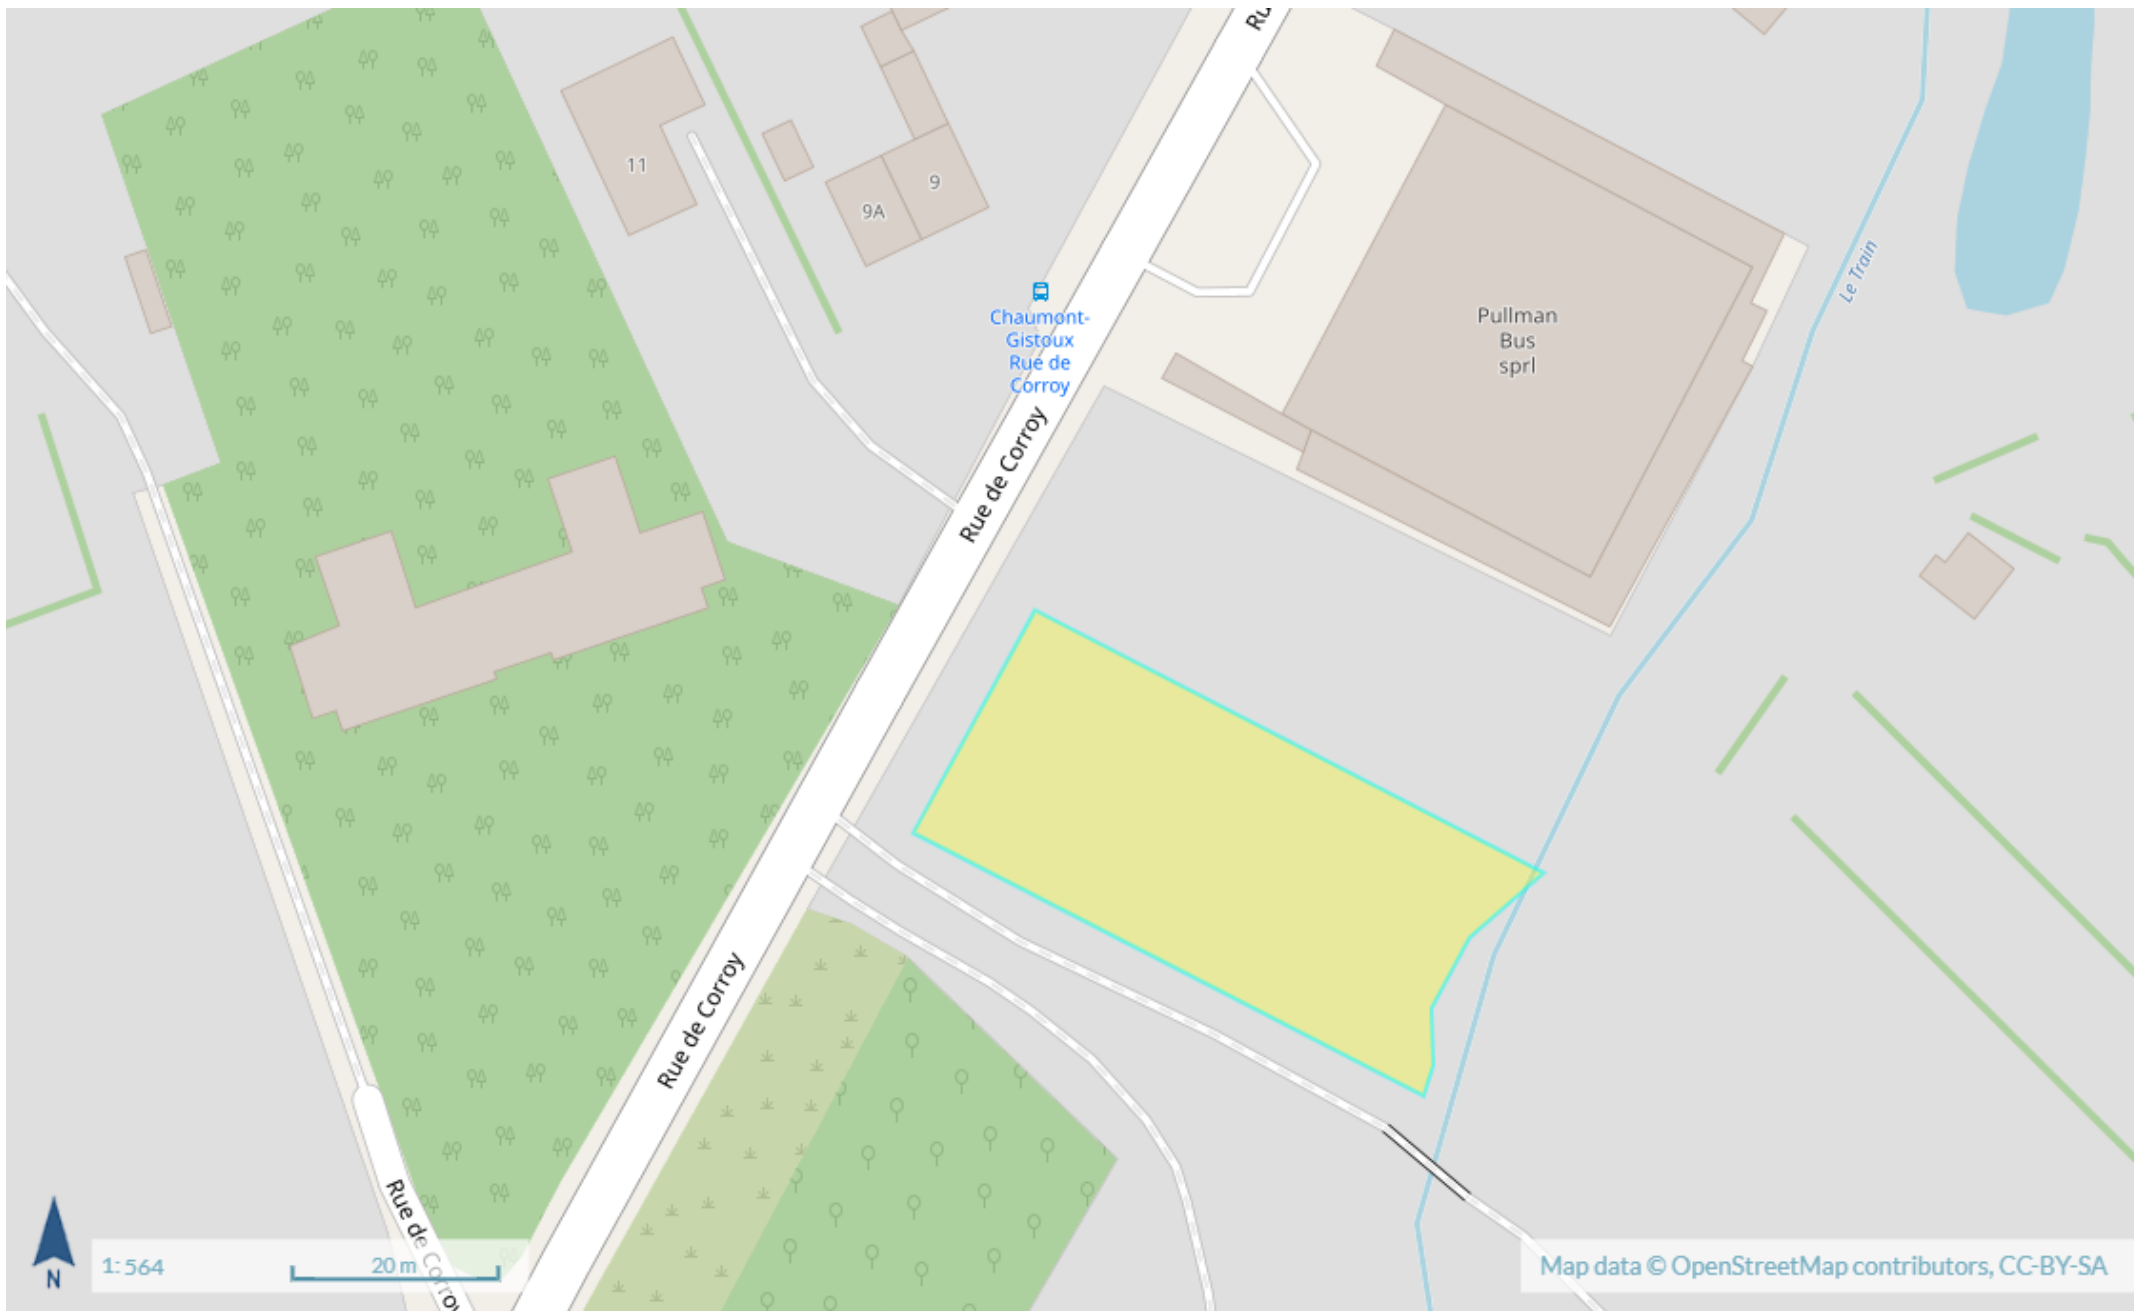 Ru
11
9
9A
Le Train
Chaumont-
Gistoux
Rue de
Corroy
Pullman
Bus
sprl
Rue de Corroy
Rue de Corroy
Rue de Corroy
N
1: 564
20 m
Map data © OpenStreetMap contributors, CC-BY-SA